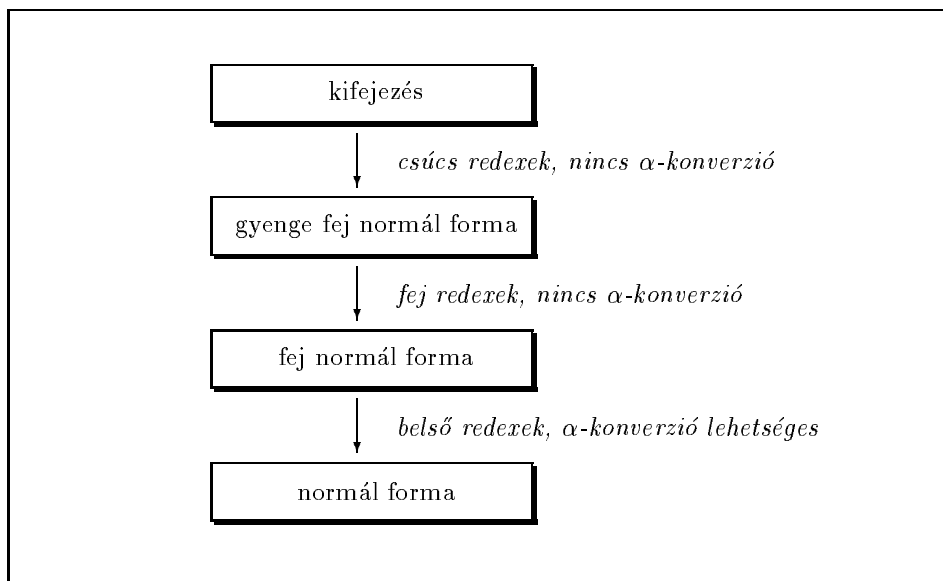 kifejezés
csúcs redexek, nincs α-konverzió
gyenge fej normál forma
fej redexek, nincs α-konverzió
fej normál forma
belső redexek, α-konverzió lehetséges
normál forma